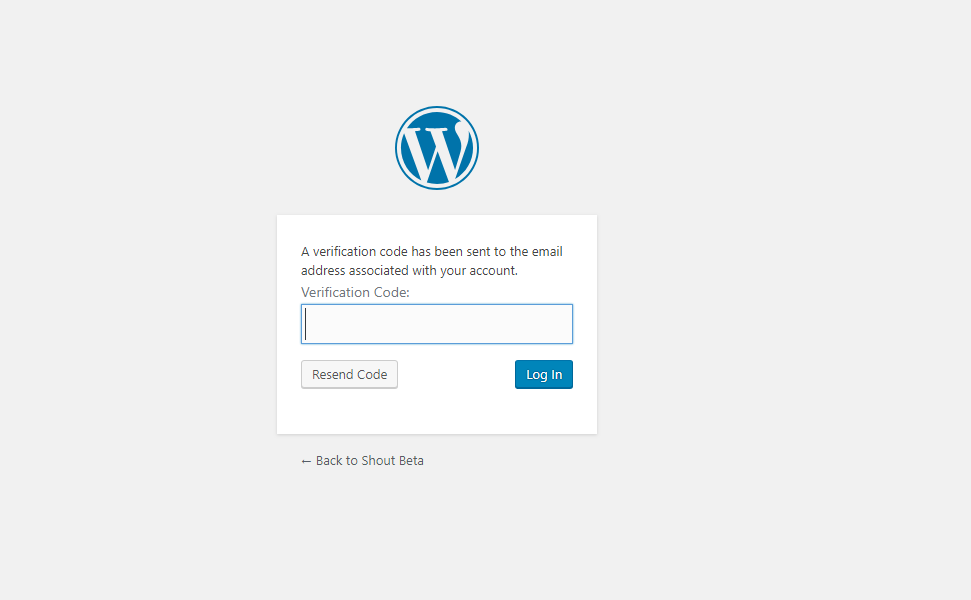 A verification code has been sent to the email
address associated with your account.
Verification Code:
Resend Code
Log In
← Back to Shout Beta